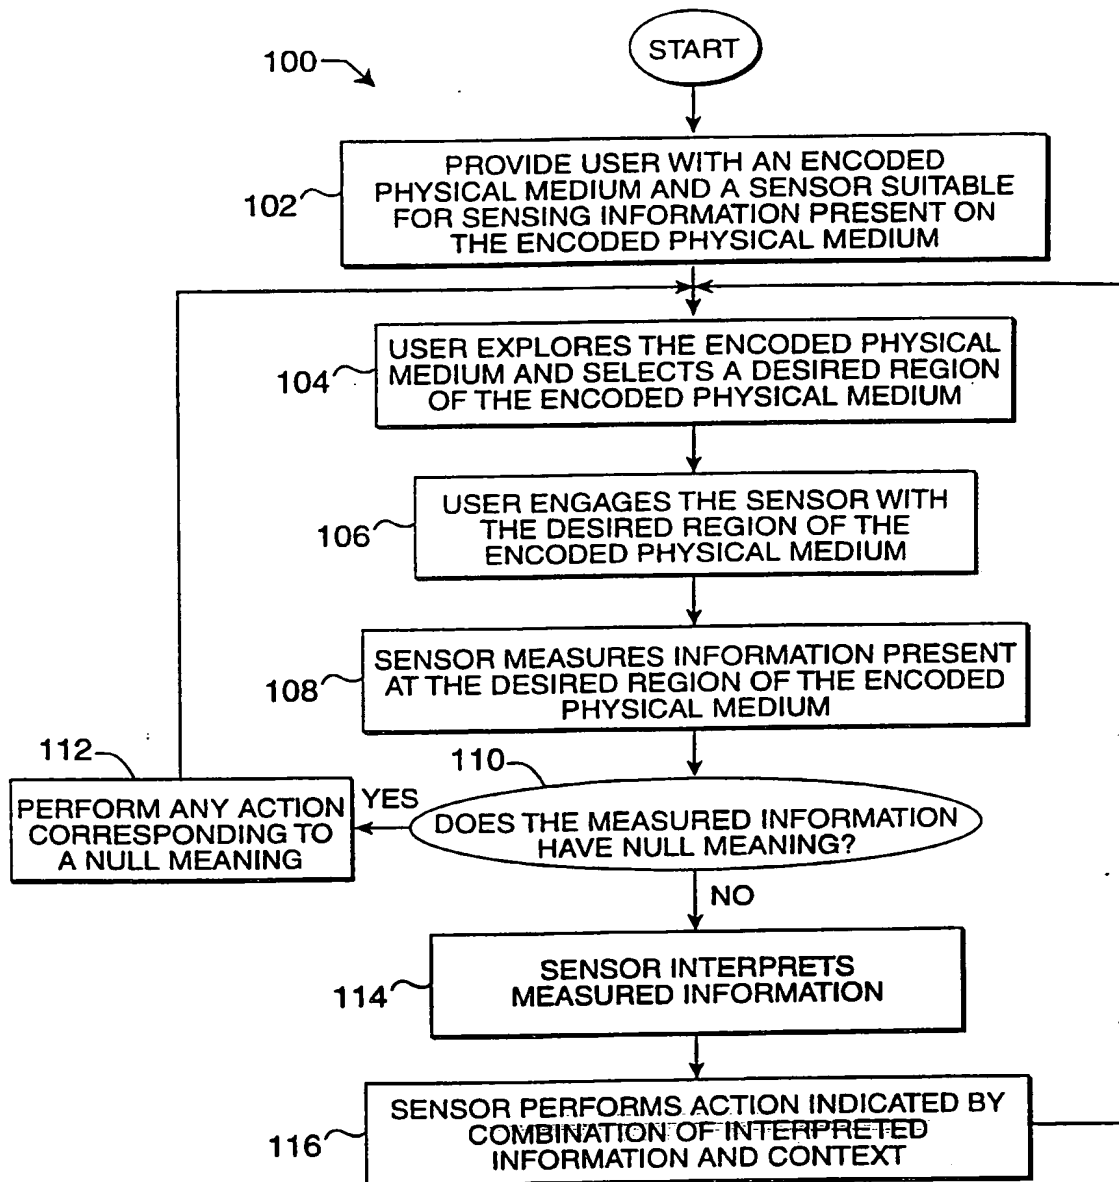 START
100
PROVIDE USER WITH AN ENCODED
PHYSICAL MEDIUM AND A SENSOR SUITABLE
FOR SENSING INFORMATION PRESENT ON
THE ENCODED PHYSICAL MEDIUM
102
USER EXPLORES THE ENCODED PHYSICAL
MEDIUM AND SELECTS A DESIRED REGION
OF THE ENCODED PHYSICAL MEDIUM
104
USER ENGAGES THE SENSOR WITH
THE DESIRED REGION OF THE
ENCODED PHYSICAL MEDIUM
106
SENSOR MEASURES INFORMATION PRESENT
AT THE DESIRED REGION OF THE ENCODED
PHYSICAL MEDIUM
108
112
110
PERFORM ANY ACTION
CORRESPONDING TO
A NULL MEANING
YES
DOES THE MEASURED INFORMATION
HAVE NULL MEANING?
NO
SENSOR INTERPRETS
MEASURED INFORMATION
114
SENSOR PERFORMS ACTION INDICATED BY
COMBINATION OF INTERPRETED
INFORMATION AND CONTEXT
116